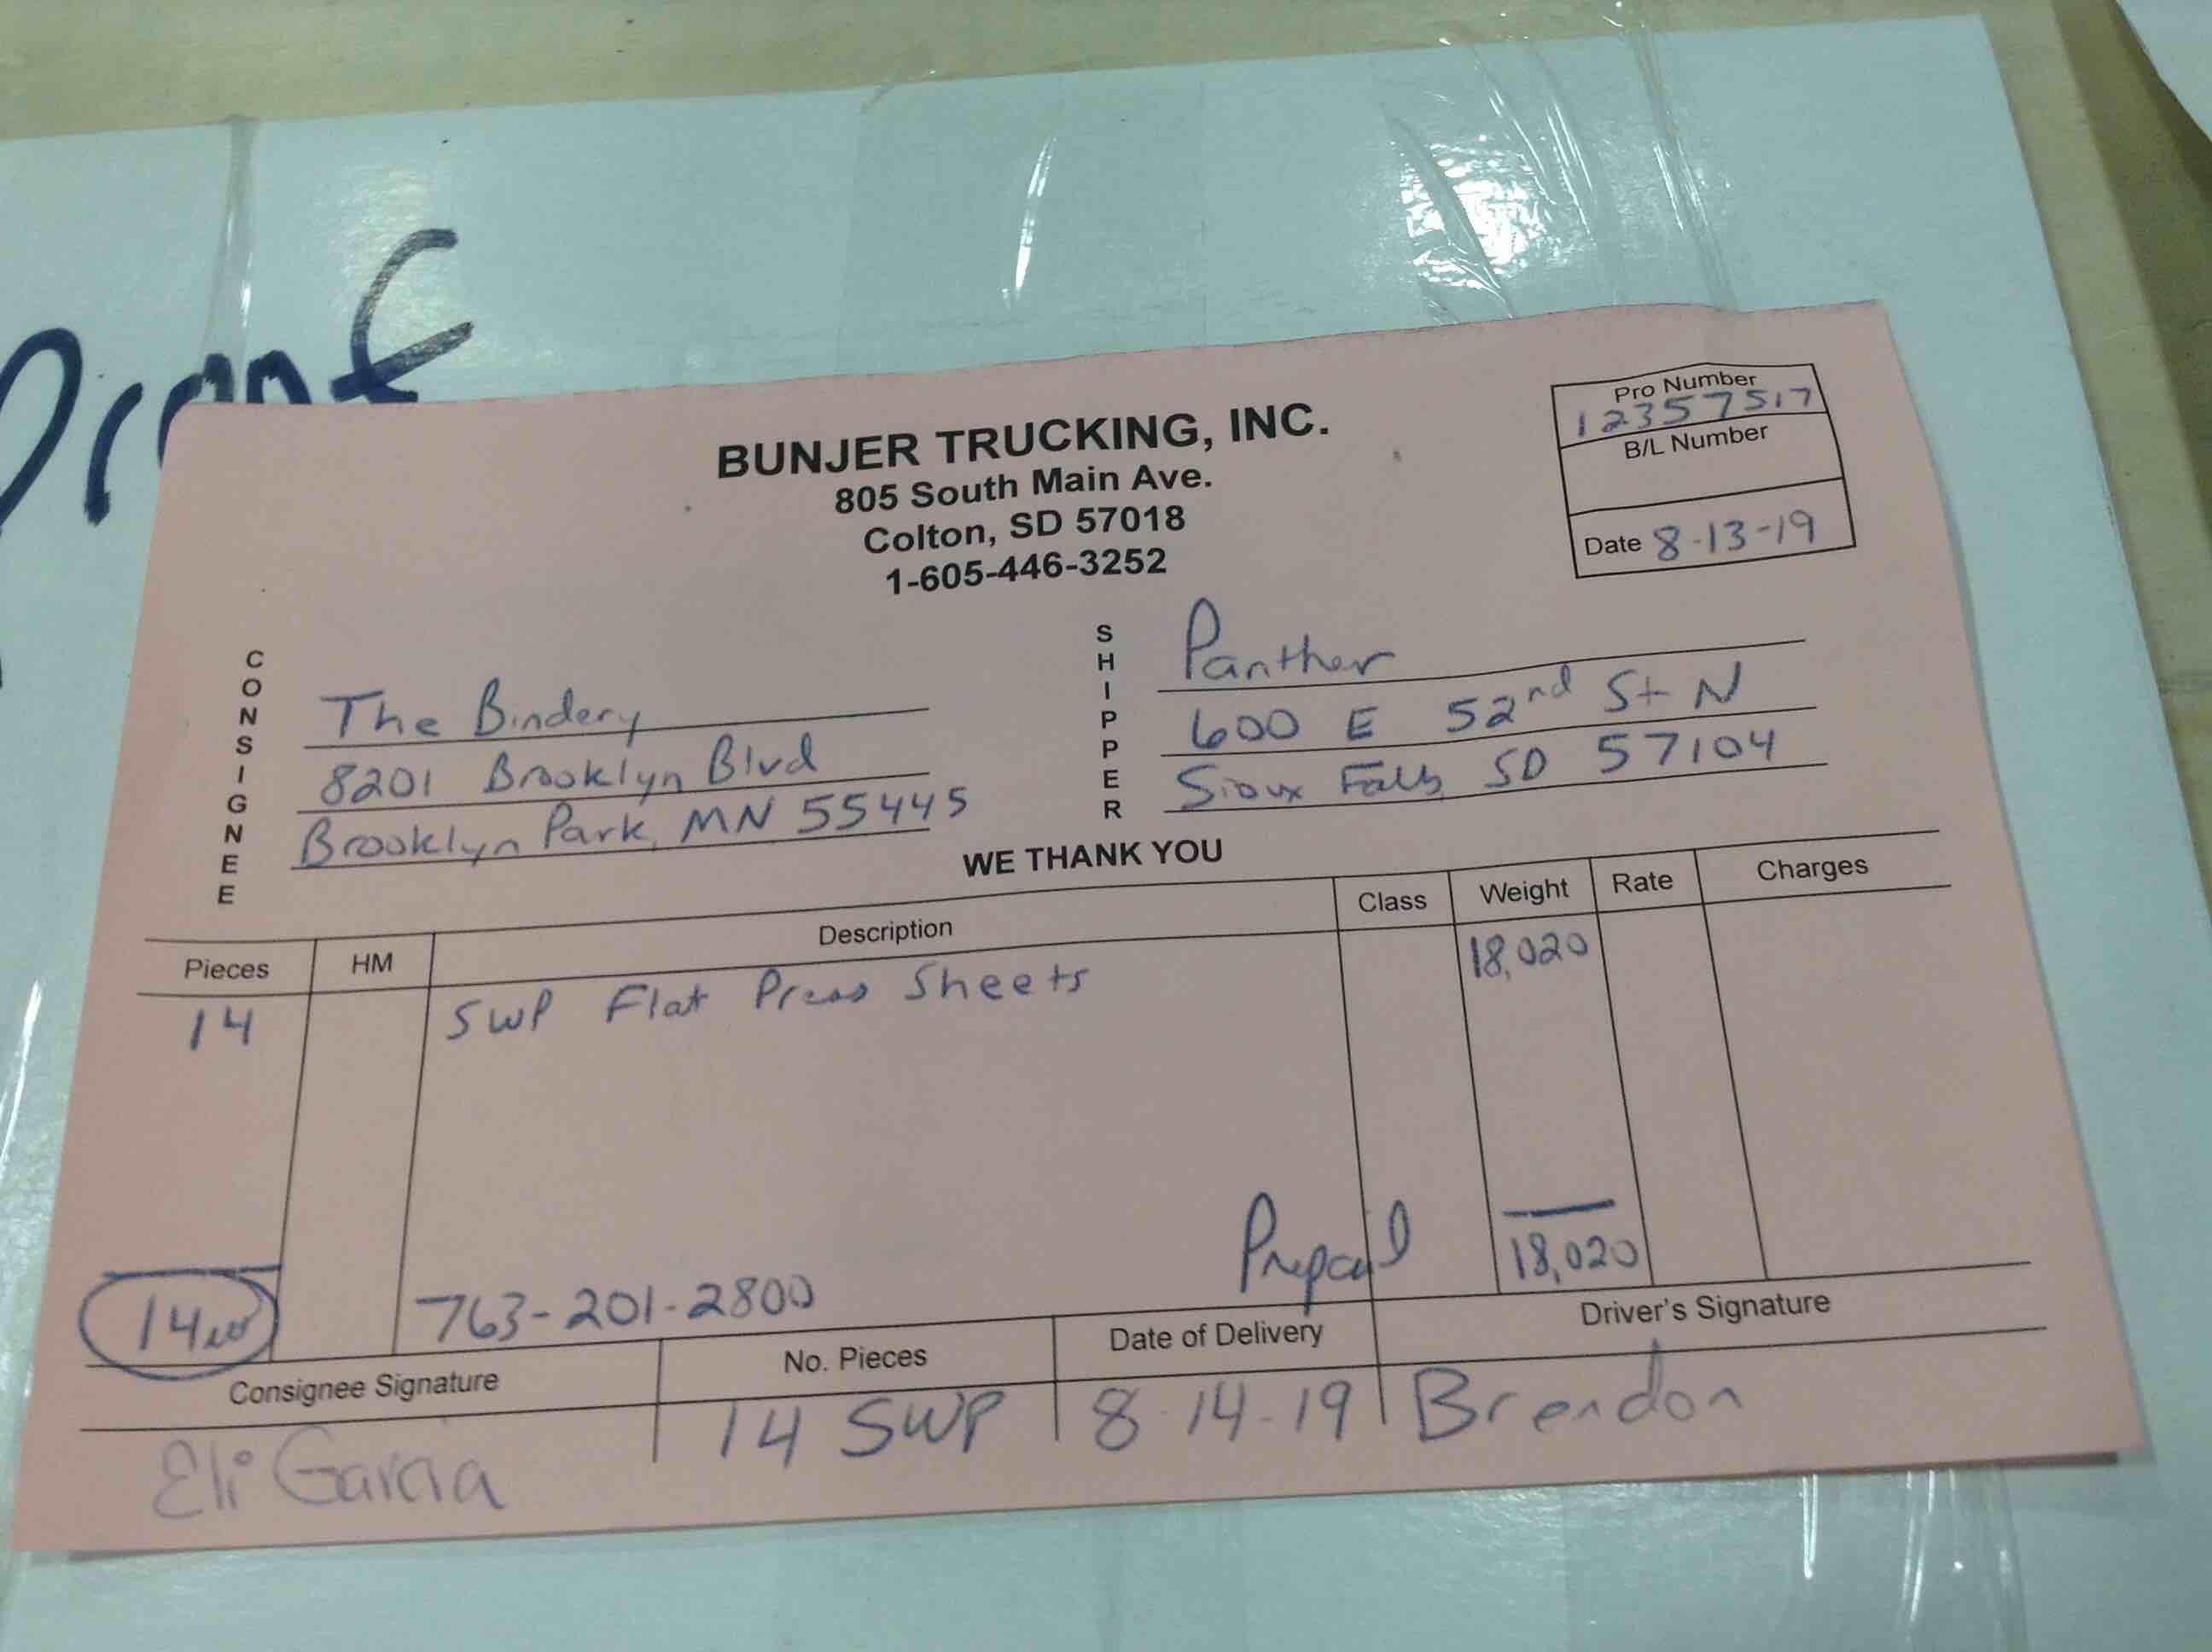 Print
BUNJER TRUCKING, INC.
805 South Main Ave.
Colton, SD 57018
1-605-446-3252
Pro Number
12357517
B/L Number
Date 8-13-19
CONSIGNEE
The Bindery
8201 Brooklyn Blvd
Brooklyn Park, MN 55445
SHIPPER
Panther
600 E 52nd St N
Sioux Falls, SD 57104
WE THANK YOU
Pieces HM Description Class Weight Rate Charges
14 SWP Flat Press Sheets 18,020
Prepaid
14 763-201-2800 18,020
Consignee Signature No. Pieces Date of Delivery Driver's Signature
Eli Garcia 14 SWP 8-14-19 Brendon